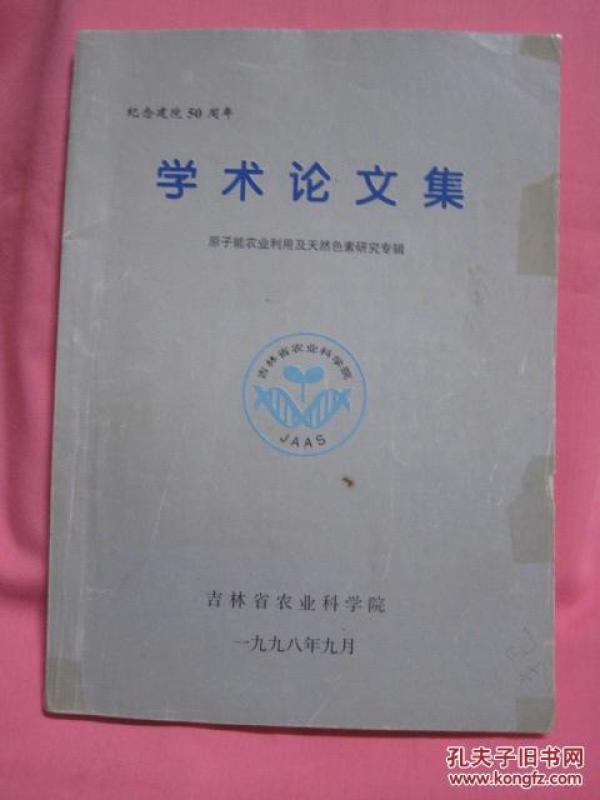 纪念建院50周年
学术论文集
原子能农业利用及天然色素研究专辑
吉林省农业科学院
JAAS
吉林省农业科学院
一九九八年九月
孔夫子旧书网
www.kongfz.com